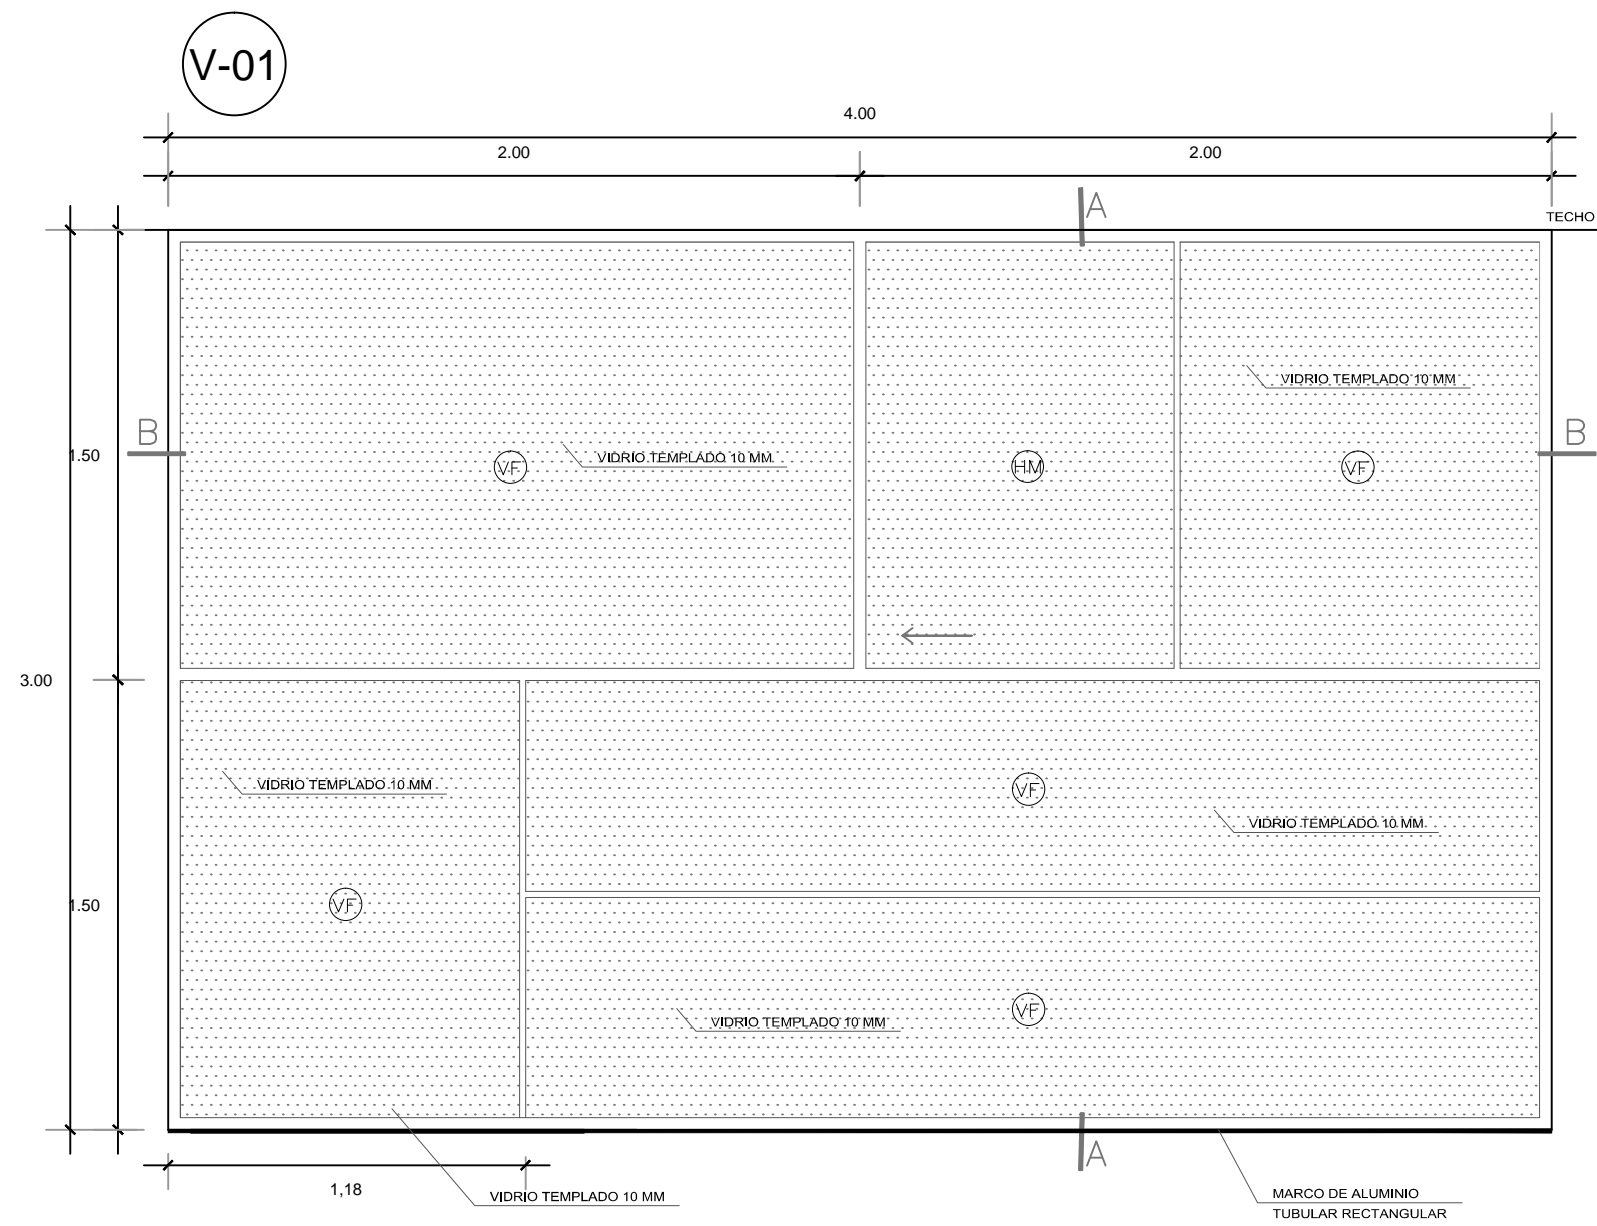 V-01
4.00
2.00
2.00
A
TECHO
VIDRIO TEMPLADO 10 MM
B
B
1.50
VIDRIO TEMPLADO 10 MM
VF
HM
VF
3.00
VIDRIO TEMPLADO 10 MM
VF
VIDRIO TEMPLADO 10 MM
1.50
VF
VF
VIDRIO TEMPLADO 10 MM
A
1,18
VIDRIO TEMPLADO 10 MM
MARCO DE ALUMINIO
TUBULAR RECTANGULAR